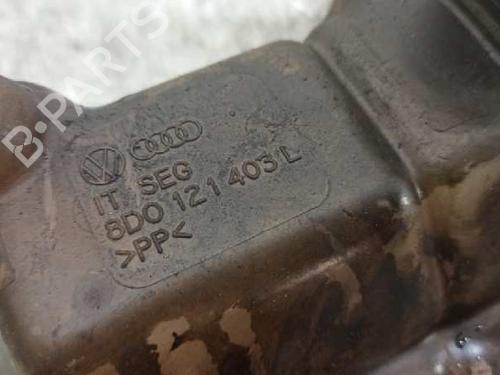 B-PARTS
IT SEG
8D0 121 403 L
>PP<